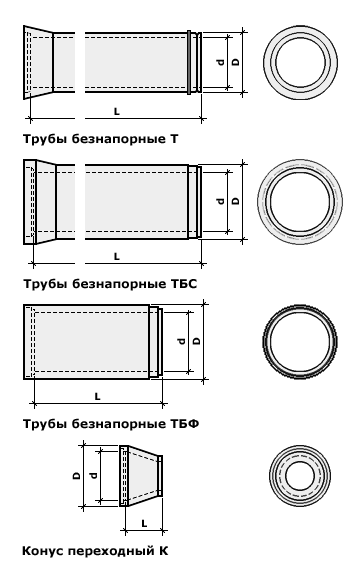 d
D
L
Трубы безнапорные Т
d
D
L
Трубы безнапорные ТБС
d
D
L
Трубы безнапорные ТБФ
D
d
L
Конус переходный К